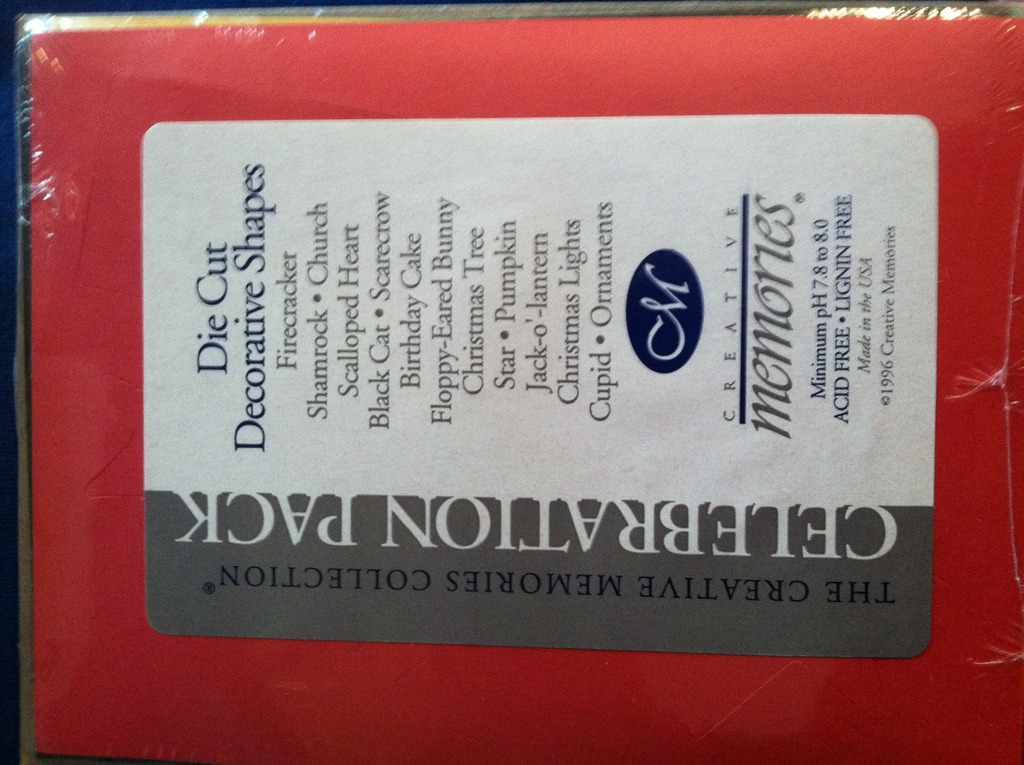 THE CREATIVE MEMORIES COLLECTION®
CELEBRATION PACK
Die Cut
Decorative Shapes
Firecracker
Shamrock • Church
Scalloped Heart
Black Cat • Scarecrow
Birthday Cake
Floppy-Eared Bunny
Christmas Tree
Star • Pumpkin
Jack-o'-lantern
Christmas Lights
Cupid • Ornaments
CM
CREATIVE
memories®
Minimum pH 7.8 to 8.0
ACID FREE • LIGNIN FREE
Made in the USA
©1996 Creative Memories